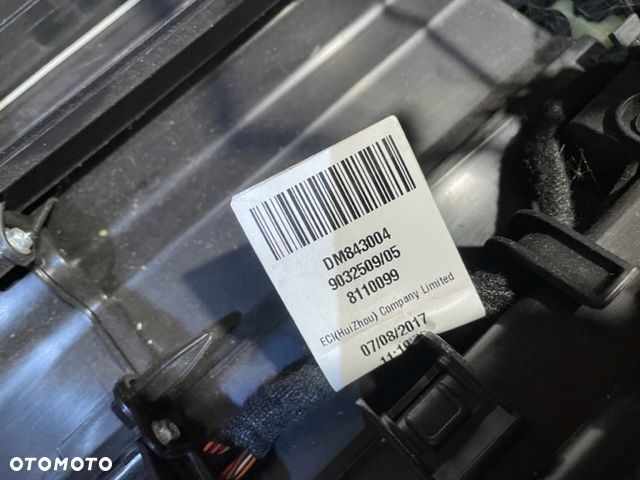 DM843004
9032509/05
8110099
ECI(HuiZhou) Company Limited
07/08/2017
OTOMOTO